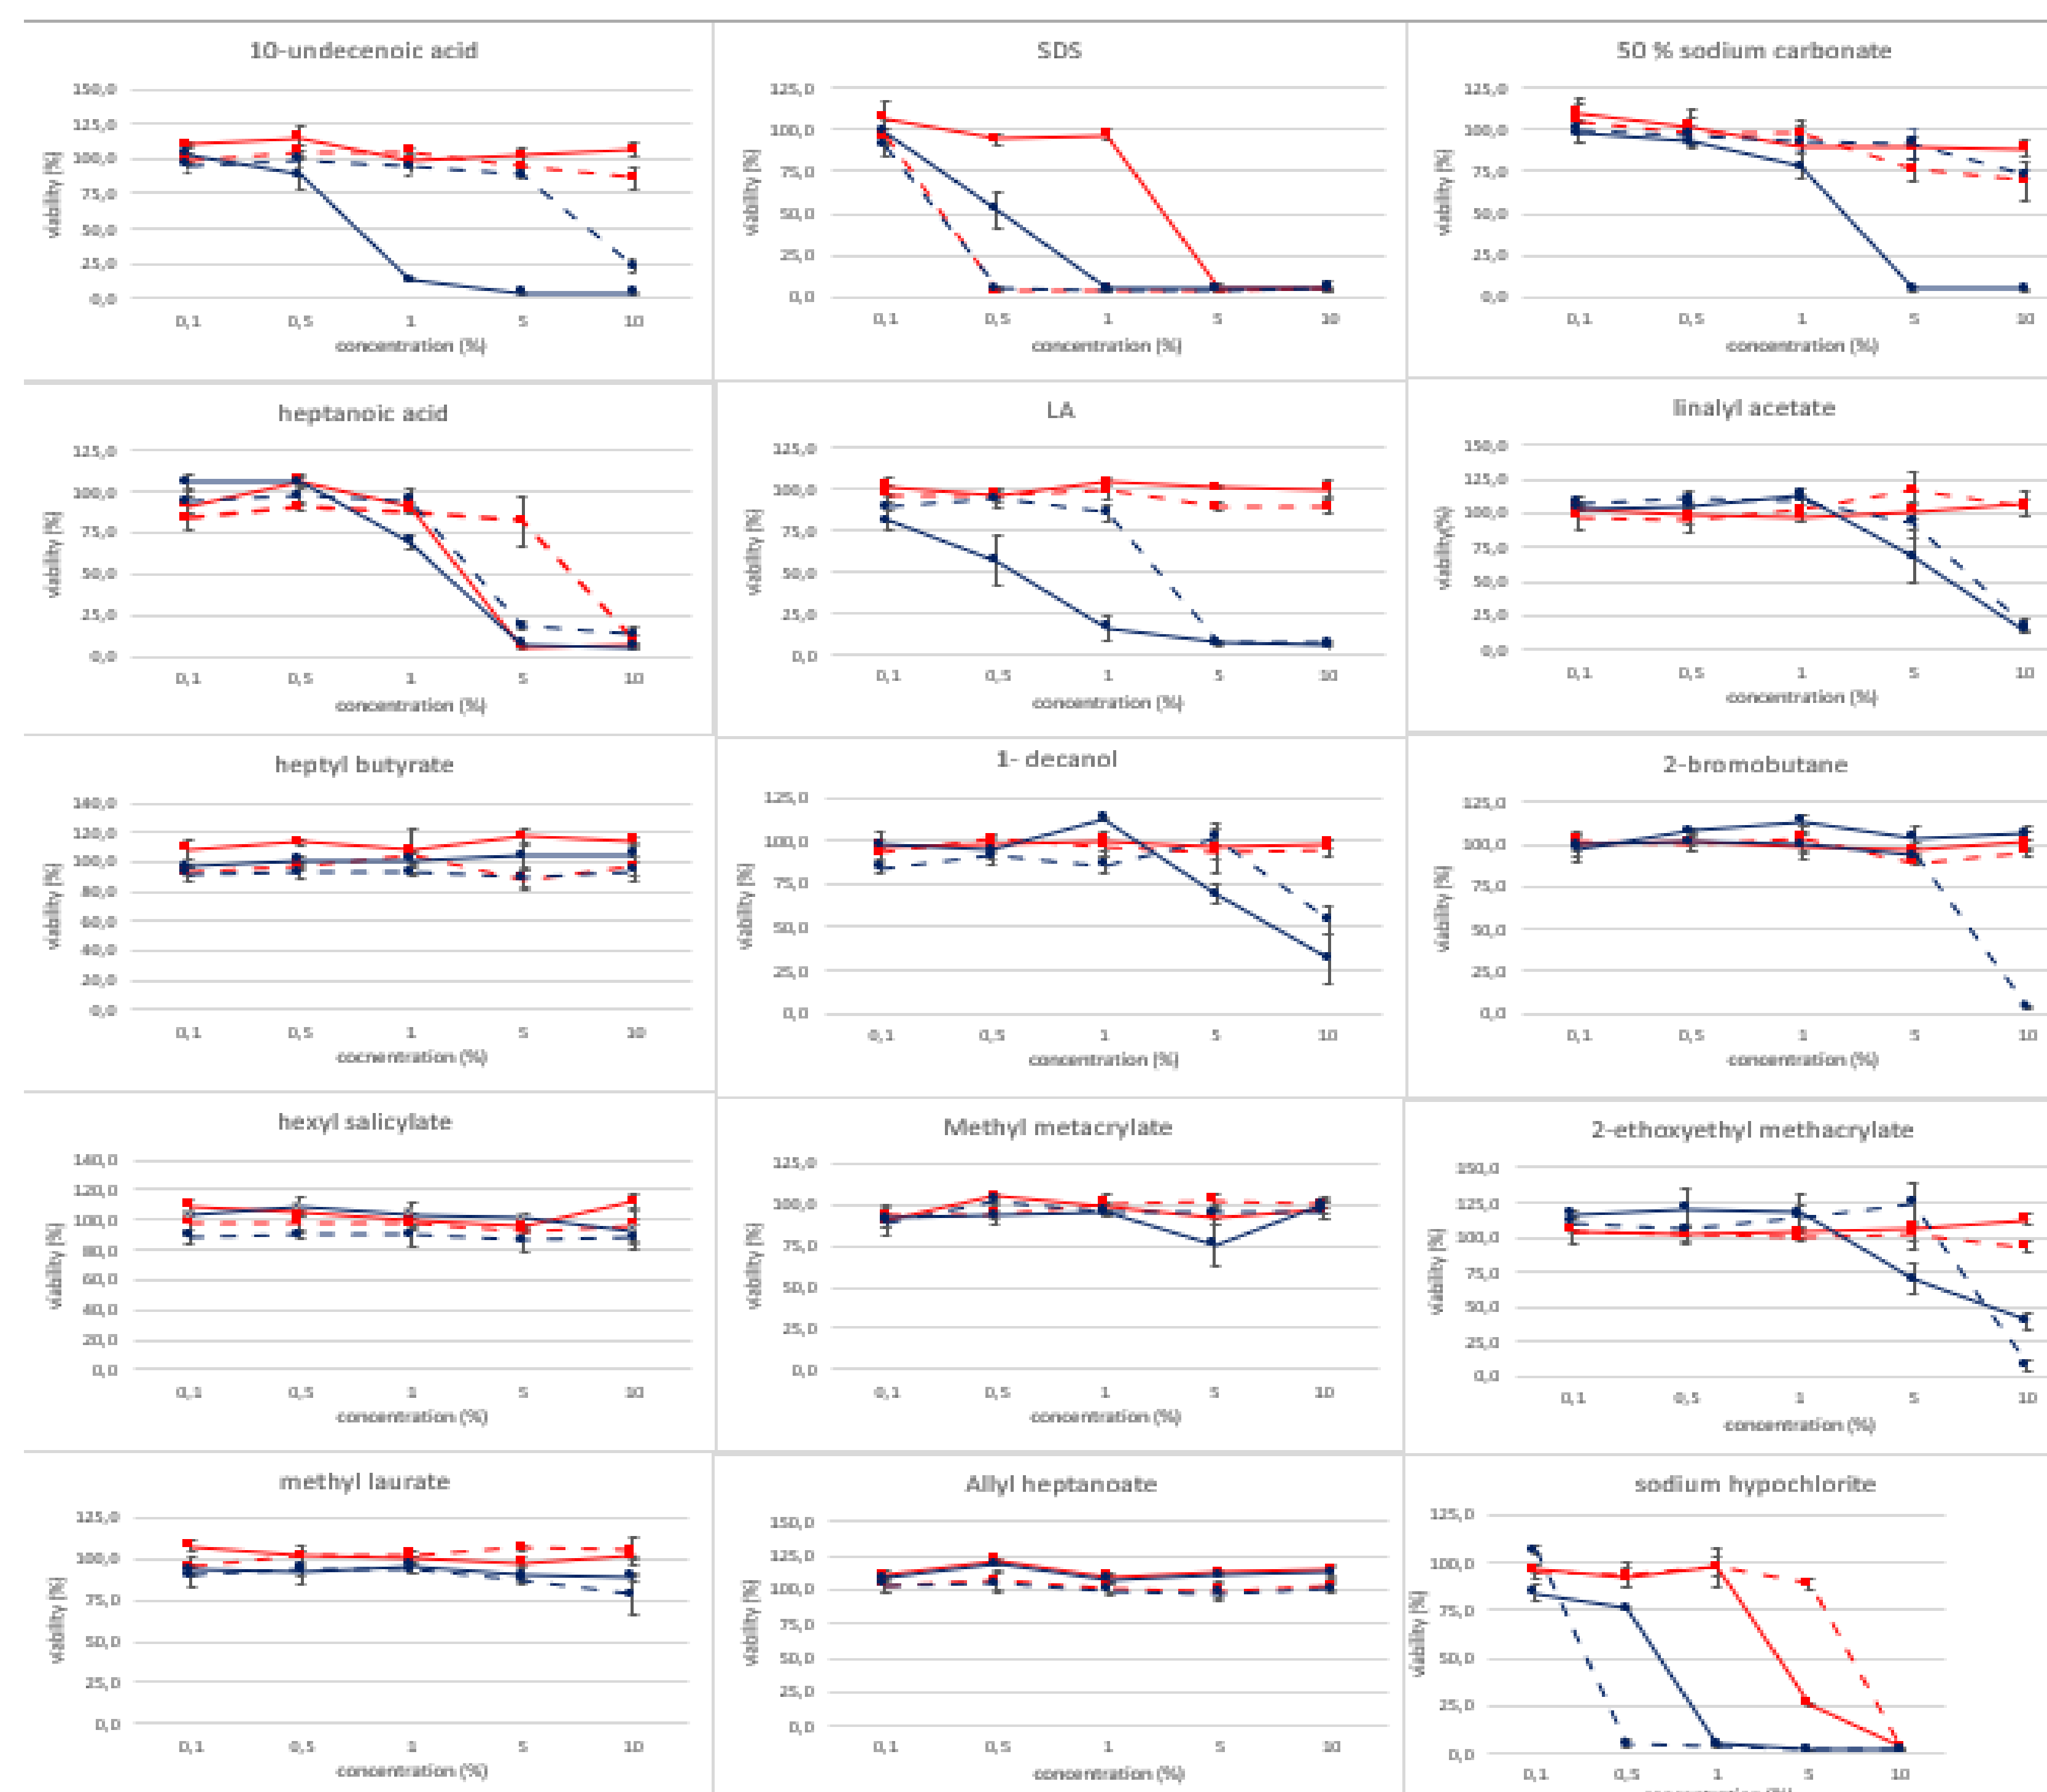 10-undecenoic acid
150,0
125,0
100,0
75,0
50,0
25,0
0,0
viability (%)
0,1 0,5 1 5 10
concentration (%)
SDS
125,0
100,0
75,0
50,0
25,0
0,0
viability (%)
0,1 0,5 1 5 10
concentration (%)
50 % sodium carbonate
125,0
100,0
75,0
50,0
25,0
0,0
viability (%)
0,1 0,5 1 5 10
concentration (%)
heptanoic acid
125,0
100,0
75,0
50,0
25,0
0,0
viability (%)
0,1 0,5 1 5 10
concentration (%)
LA
125,0
100,0
75,0
50,0
25,0
0,0
viability (%)
0,1 0,5 1 5 10
concentration (%)
linalyl acetate
150,0
125,0
100,0
75,0
50,0
25,0
0,0
viability(%)
0,1 0,5 1 5 10
concentration (%)
heptyl butyrate
140,0
120,0
100,0
80,0
60,0
40,0
20,0
0,0
viability (%)
0,1 0,5 1 5 10
cocnentration (%)
1- decanol
125,0
100,0
75,0
50,0
25,0
0,0
viability (%)
0,1 0,5 1 5 10
concentration (%)
2-bromobutane
125,0
100,0
75,0
50,0
25,0
0,0
viability (%)
0,1 0,5 1 5 10
concentration (%)
hexyl salicylate
140,0
120,0
100,0
80,0
60,0
40,0
20,0
0,0
viability (%)
0,1 0,5 1 5 10
concentration (%)
Methyl metacrylate
125,0
100,0
75,0
50,0
25,0
0,0
viability (%)
0,1 0,5 1 5 10
concentration (%)
2-ethoxyethyl methacrylate
150,0
125,0
100,0
75,0
50,0
25,0
0,0
viability (%)
0,1 0,5 1 5 10
concentration (%)
methyl laurate
125,0
100,0
75,0
50,0
25,0
0,0
viability (%)
0,1 0,5 1 5 10
concentration (%)
Allyl heptanoate
150,0
125,0
100,0
75,0
50,0
25,0
0,0
viability (%)
0,1 0,5 1 5 10
concentration (%)
sodium hypochlorite
125,0
100,0
75,0
50,0
25,0
0,0
viability (%)
0,1 0,5 1 5 10